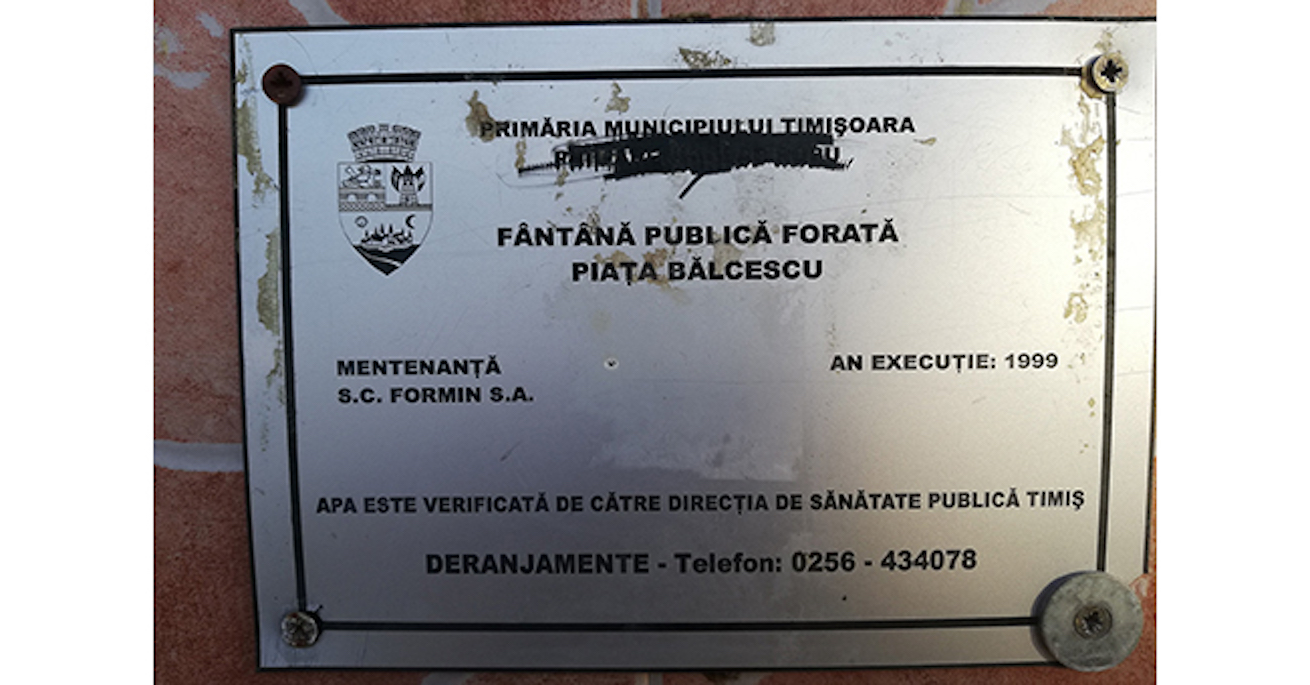 PRIMĂRIA MUNICIPIULUI TIMIŞOARA
FÂNTÂNĂ PUBLICĂ FORATĂ
PIAȚA BĂLCESCU
MENTENANȚĂ
S.C. FORMIN S.A.
AN EXECUȚIE: 1999
APA ESTE VERIFICATĂ DE CĂTRE DIRECȚIA DE SĂNĂTATE PUBLICĂ TIMIŞ
DERANJAMENTE - Telefon: 0256 - 434078